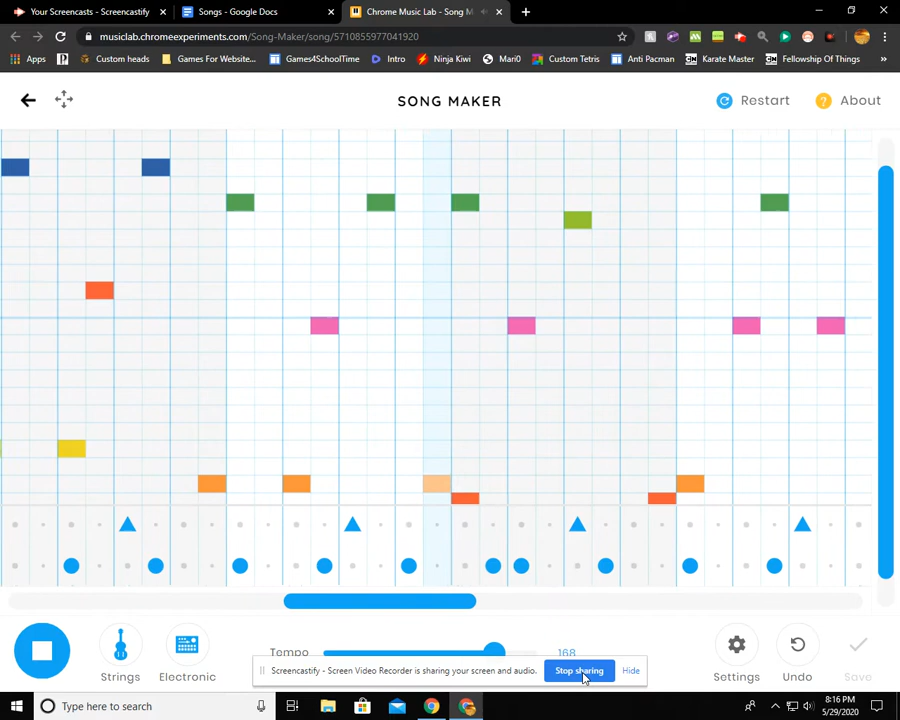 Your Screencasts - Screencastify
Songs - Google Docs
Chrome Music Lab - Song M
musiclab.chromeexperiments.com/Song-Maker/song/5710855977041920
Apps
Custom heads
Games For Website...
Games4SchoolTime
Intro
Ninja Kiwi
Mari0
Custom Tetris
Anti Pacman
Karate Master
Fellowship Of Things
SONG MAKER
Restart
About
Tempo
168
Strings
Electronic
Settings
Undo
Save
Screencastify - Screen Video Recorder is sharing your screen and audio.
Stop sharing
Hide
Type here to search
8:16 PM
5/29/2020